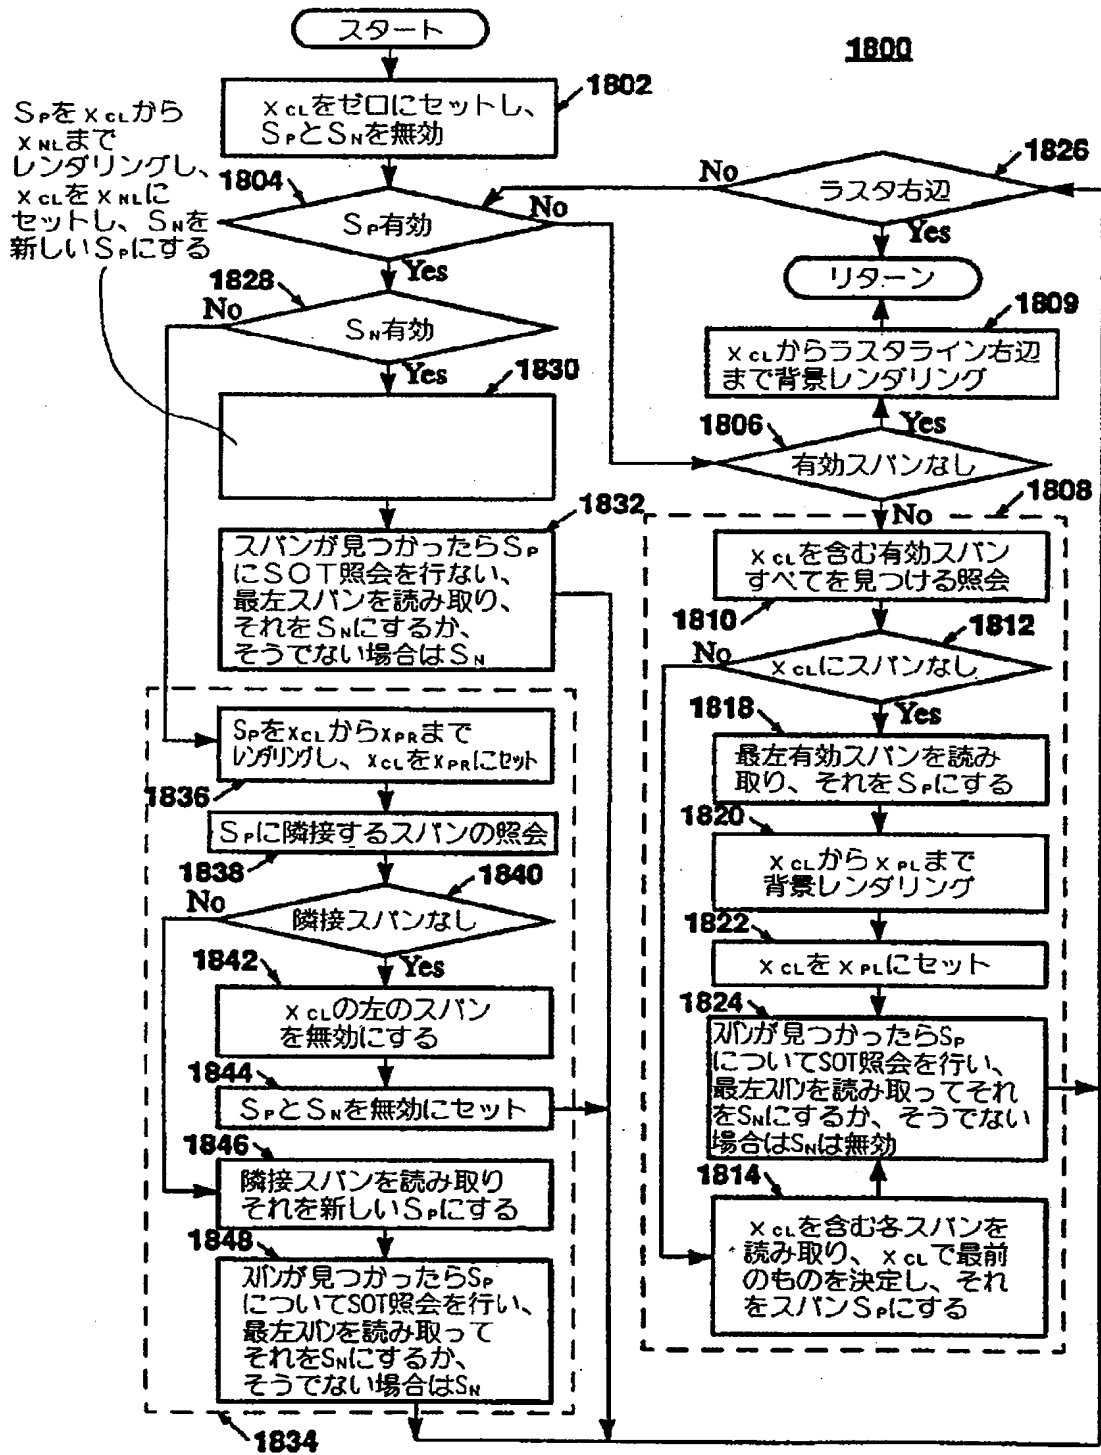 スタート
1800
1802
X CLをゼロにセットし、
SPとSNを無効
SPをX CLから
X NLまで
レンダリングし、
X CLをX NLに
セットし、SNを
新しいSPにする
1804
SP有効
No
Yes
1826
ラスタ右辺
No
Yes
リターン
1828
SN有効
No
Yes
1809
X CLからラスタライン右辺
まで背景レンダリング
1830
1806
Yes
有効スパンなし
No
1808
1832
スパンが見つかったらSP
にSOT照会を行ない、
最左スパンを読み取り、
それをSNにするか、
そうでない場合はSN
X CLを含む有効スパン
すべてを見つける照会
1810
1812
X CLにスパンなし
No
Yes
1818
最左有効スパンを読み
取り、それをSPにする
1820
X CLからX PLまで
背景レンダリング
1822
X CLをX PLにセット
1824
スパンが見つかったらSP
についてSOT照会を行い、
最左スパンを読み取ってそれ
をSNにするか、そうでない
場合はSNは無効
1814
X CLを含む各スパンを
読み取り、X CLで最前
のものを決定し、それ
をスパンSPにする
SPをXCLからXPRまで
レンダリングし、XCLをXPRにセット
1836
SPに隣接するスパンの照会
1838
1840
隣接スパンなし
No
Yes
1842
X CLの左のスパン
を無効にする
1844
SPとSNを無効にセット
1846
隣接スパンを読み取り
それを新しいSPにする
1848
スパンが見つかったらSP
についてSOT照会を行い、
最左スパンを読み取って
それをSNにするか、
そうでない場合はSN
1834